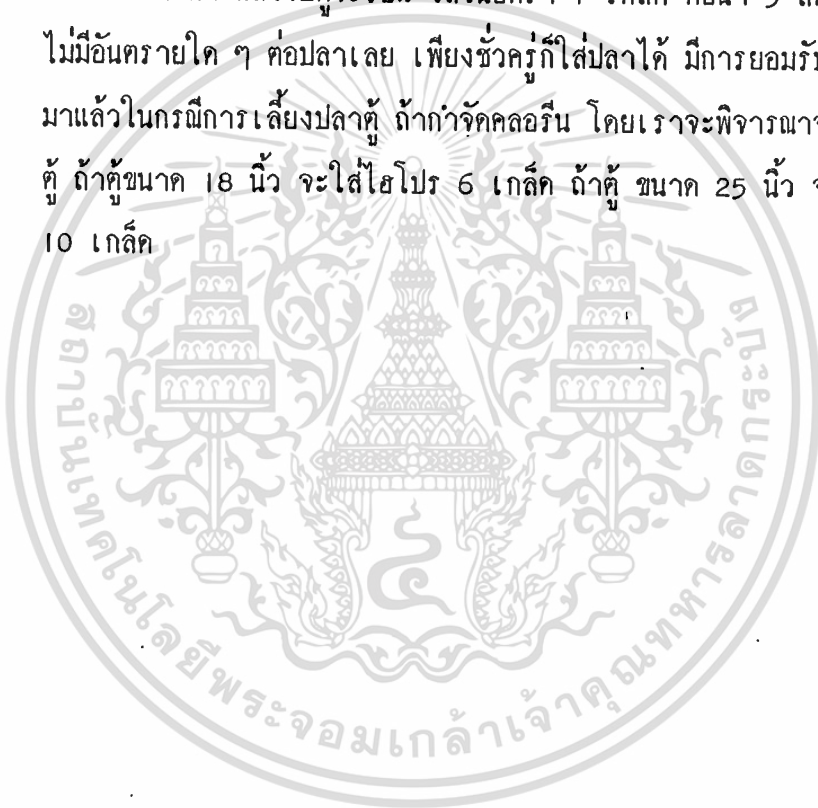 ไม่มีอันตรายใด ๆ ต่อปลาเลย เพียงชั่วครู่ก็ใส่ปลาได้ มีการยอมรับ
มาแล้วในกรณีการเลี้ยงปลาตู้ ถ้ากำจัดคลอรีน โดยเราจะพิจารณาจ
ตู้ ถ้าตู้ขนาด 18 นิ้ว จะใส่ไฮโปร 6 เกล็ด ถ้าตู้ ขนาด 25 นิ้ว จ
10 เกล็ด
สถาบันเทคโนโลยีพระจอมเกล้าเจ้าคุณทหารลาดกระบัง